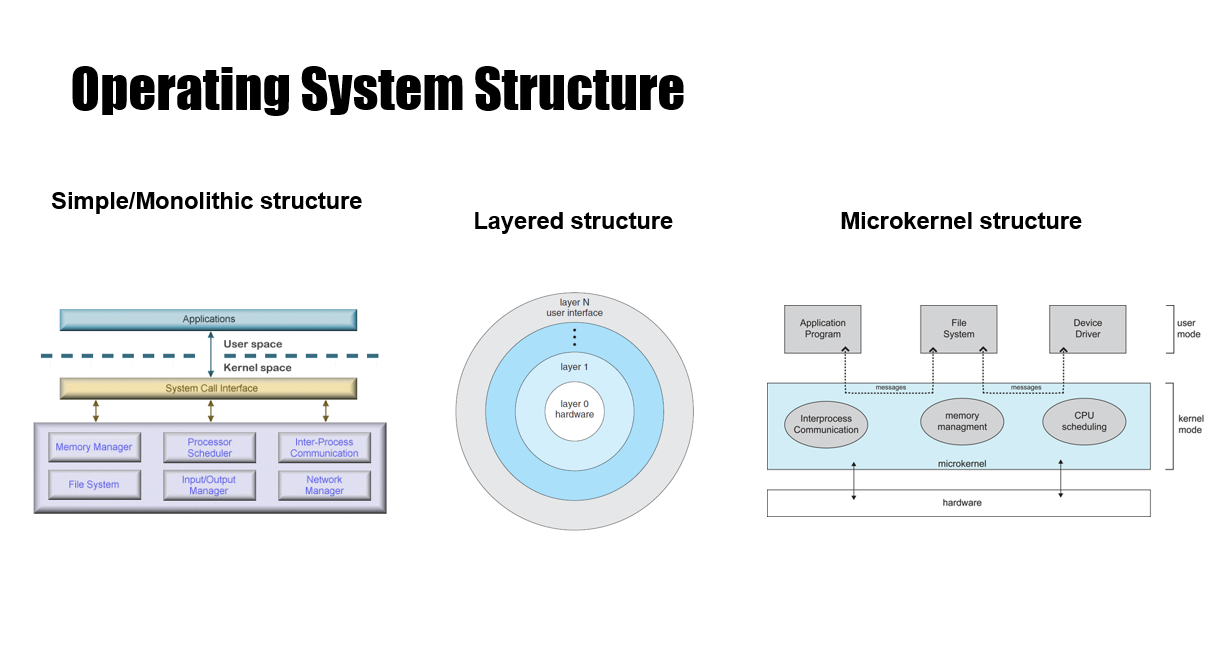 Operating System Structure
Simple/Monolithic structure
Applications
User space
Kernel space
System Call Interface
Memory Manager
Processor
Scheduler
Inter-Process
Communication
File System
Input/Output
Manager
Network
Manager
Layered structure
layer N
user interface
layer 1
layer 0
hardware
Microkernel structure
Application
Program
File
System
Device
Driver
user
mode
messages
messages
Interprocess
Communication
memory
managment
CPU
scheduling
kernel
mode
microkernel
hardware